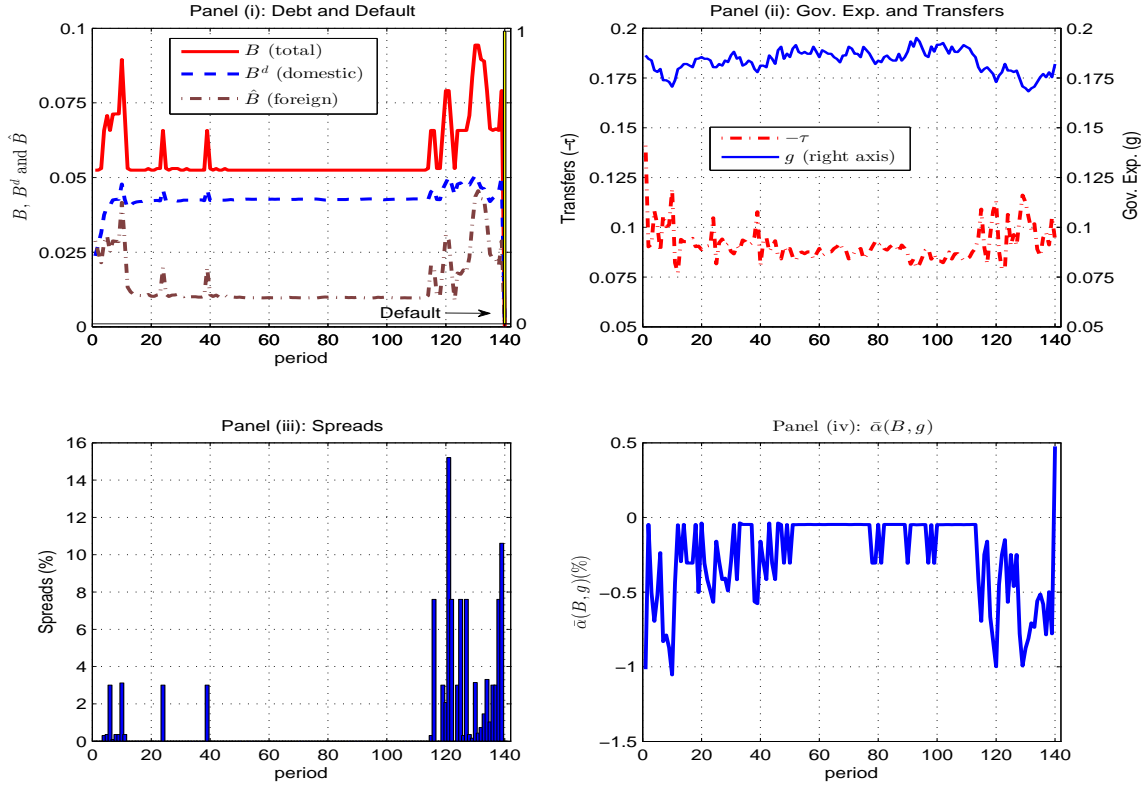 Panel (i): Debt and Default
0.1
0.075
0.05
0.025
0
1
0
B (total)
B^d (domestic)
B̂ (foreign)
Default
B, B^d and B̂
0 20 40 60 80 100 120 140
period
Panel (ii): Gov. Exp. and Transfers
0.2
0.175
0.15
0.125
0.1
0.075
0.05
0.2
0.175
0.15
0.125
0.1
0.075
0.05
−τ
g (right axis)
Transfers (−τ)
Gov. Exp. (g)
0 20 40 60 80 100 120 140
period
Panel (iii): Spreads
16
14
12
10
8
6
4
2
0
Spreads (%)
0 20 40 60 80 100 120 140
period
Panel (iv): ᾱ(B, g)
0.5
0
−0.5
−1
−1.5
ᾱ(B, g)(%)
0 20 40 60 80 100 120 140
period